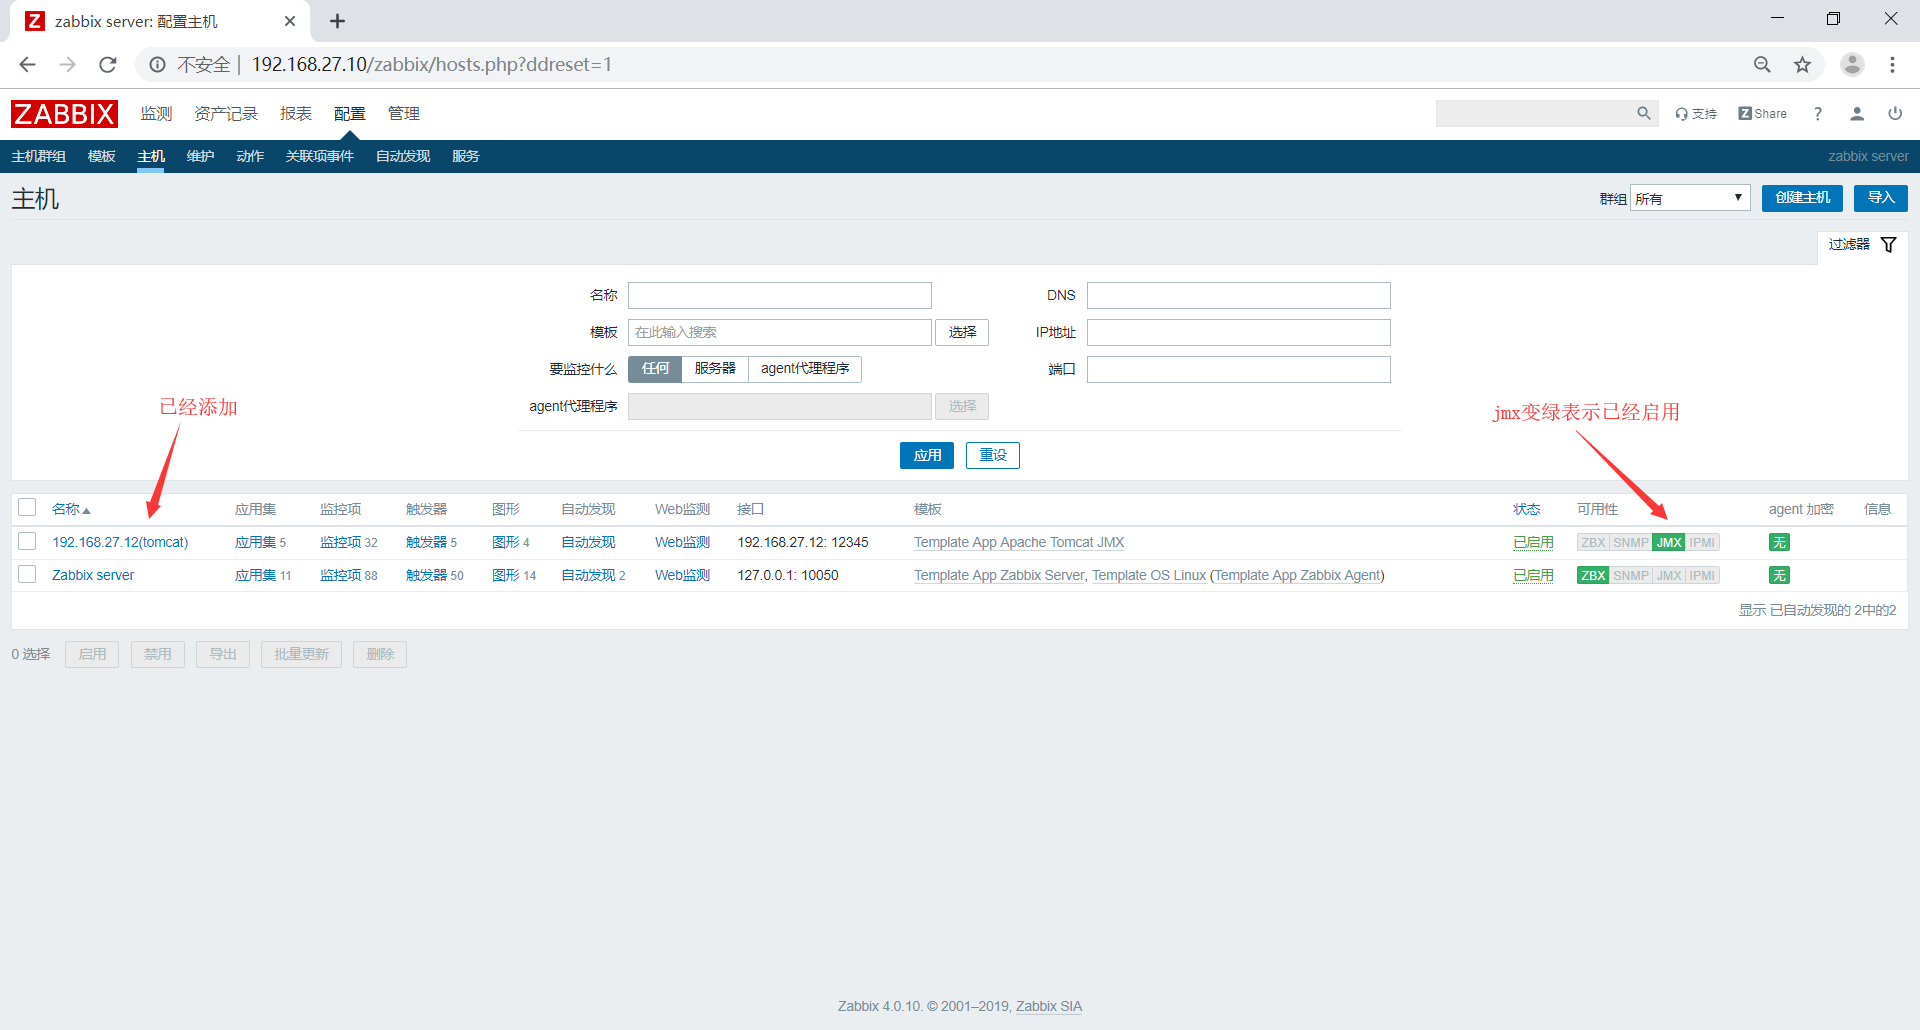 zabbix server: 配置主机
不安全 | 192.168.27.10/zabbix/hosts.php?ddreset=1
ZABBIX 监测 资产记录 报表 配置 管理 支持 Z Share ?
主机群组 模板 主机 维护 动作 关联项事件 自动发现 服务 zabbix server
主机 群组 所有 创建主机 导入
过滤器
名称 DNS
模板 在此输入搜索 选择 IP地址
要监控什么 任何 服务器 agent代理程序 端口
agent代理程序 选择
已经添加
jmx变绿表示已经启用
应用 重设
名称 应用集 监控项 触发器 图形 自动发现 Web监测 接口 模板 状态 可用性 agent 加密 信息
192.168.27.12(tomcat) 应用集 5 监控项 32 触发器 5 图形 4 自动发现 Web监测 192.168.27.12: 12345 Template App Apache Tomcat JMX 已启用 ZBX SNMP JMX IPMI 无
Zabbix server 应用集 11 监控项 88 触发器 50 图形 14 自动发现 2 Web监测 127.0.0.1: 10050 Template App Zabbix Server, Template OS Linux (Template App Zabbix Agent) 已启用 ZBX SNMP JMX IPMI 无
显示 已自动发现的 2中的2
0 选择 启用 禁用 导出 批量更新 删除
Zabbix 4.0.10. © 2001–2019, Zabbix SIA